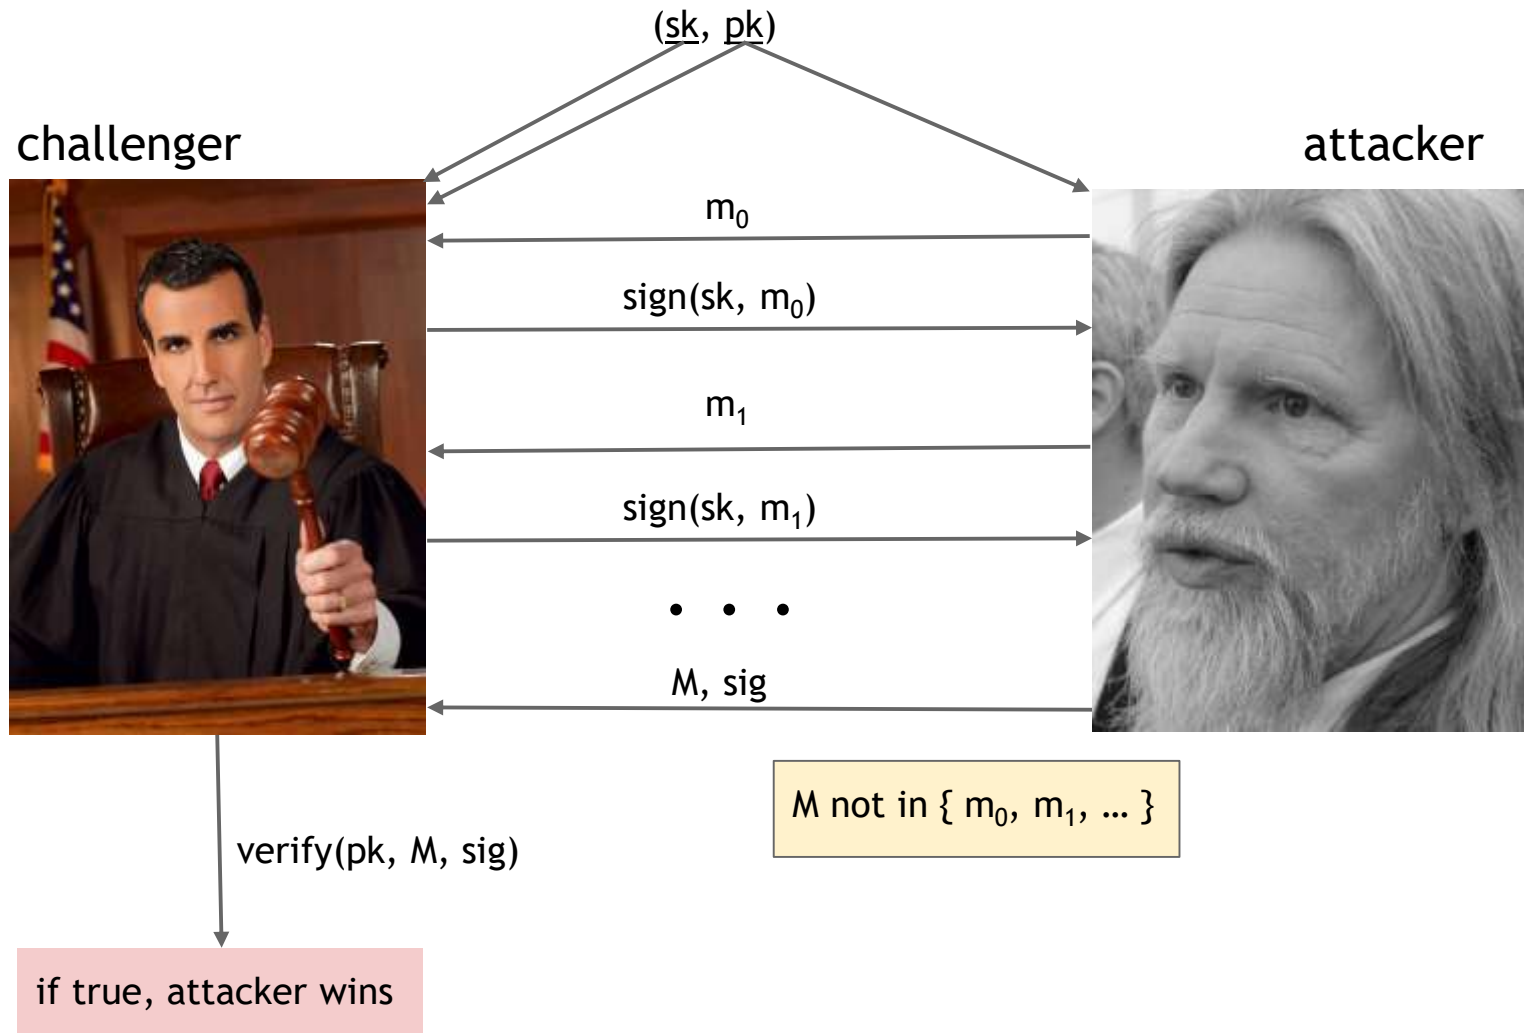 (sk, pk)
challenger
attacker
m₀
sign(sk, m₀)
m₁
sign(sk, m₁)
• • •
M, sig
M not in { m₀, m₁, … }
verify(pk, M, sig)
if true, attacker wins